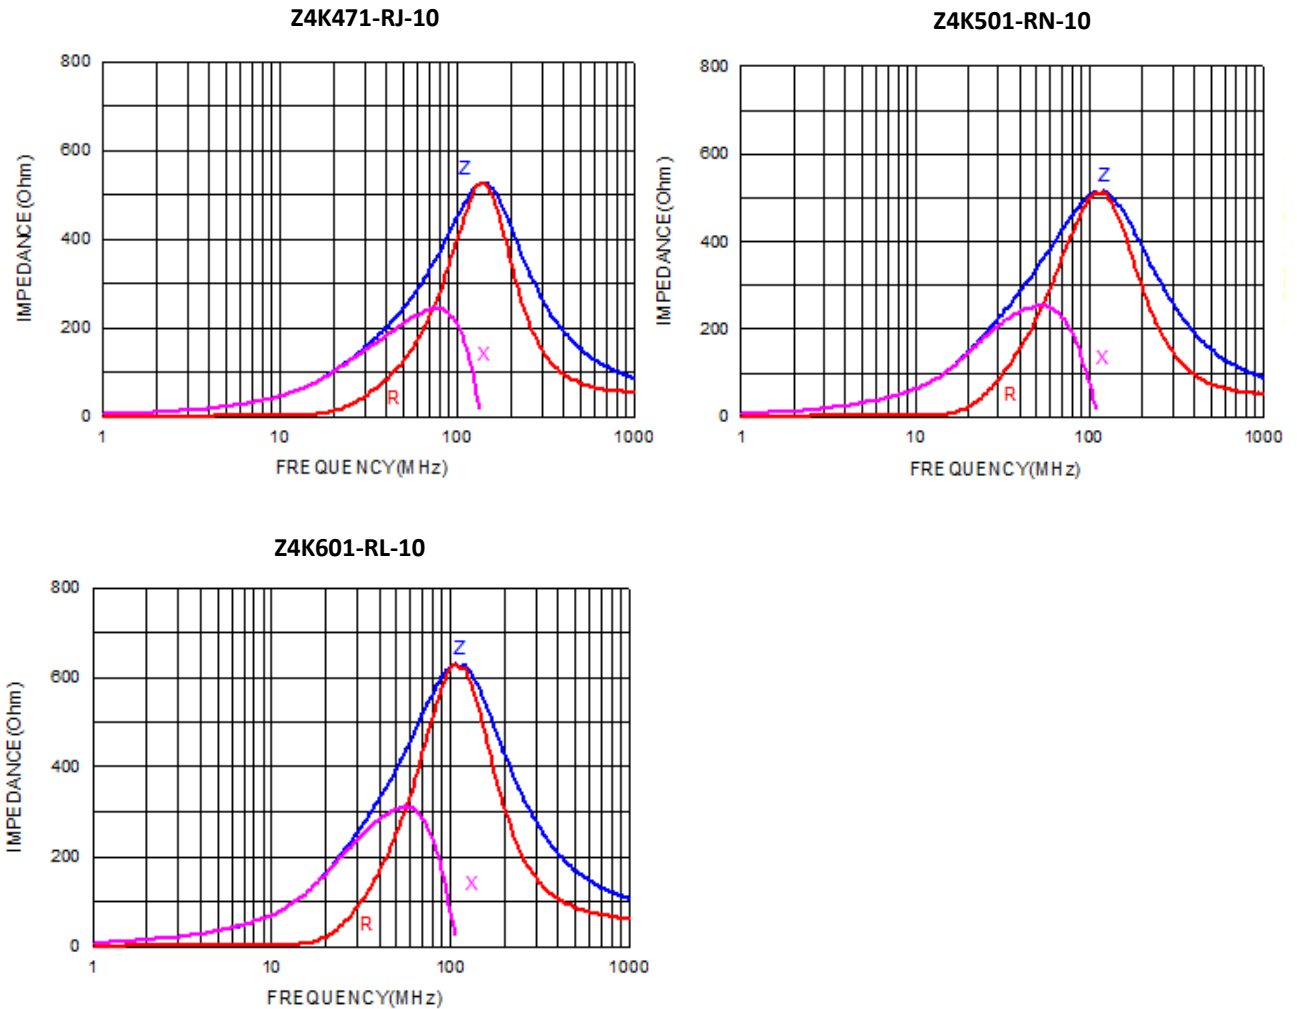 Z4K471-RJ-10
800
600
400
200
0
IMPEDANCE(Ohm)
Z
X
R
1 10 100 1000
FREQUENCY(MHz)
Z4K501-RN-10
800
600
400
200
0
IMPEDANCE(Ohm)
Z
X
R
1 10 100 1000
FREQUENCY(MHz)
Z4K601-RL-10
800
600
400
200
0
IMPEDANCE(Ohm)
Z
X
R
1 10 100 1000
FREQUENCY(MHz)